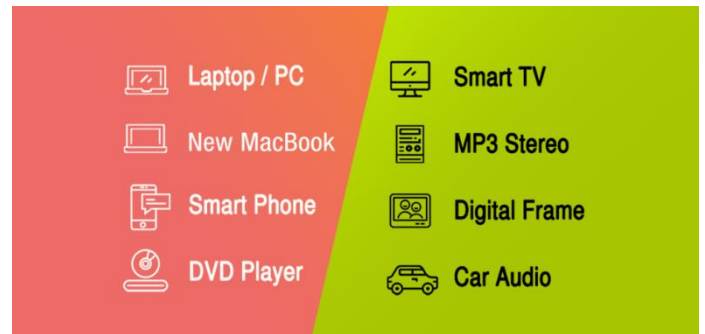 Laptop / PC
New MacBook
Smart Phone
DVD Player
Smart TV
MP3 Stereo
Digital Frame
Car Audio